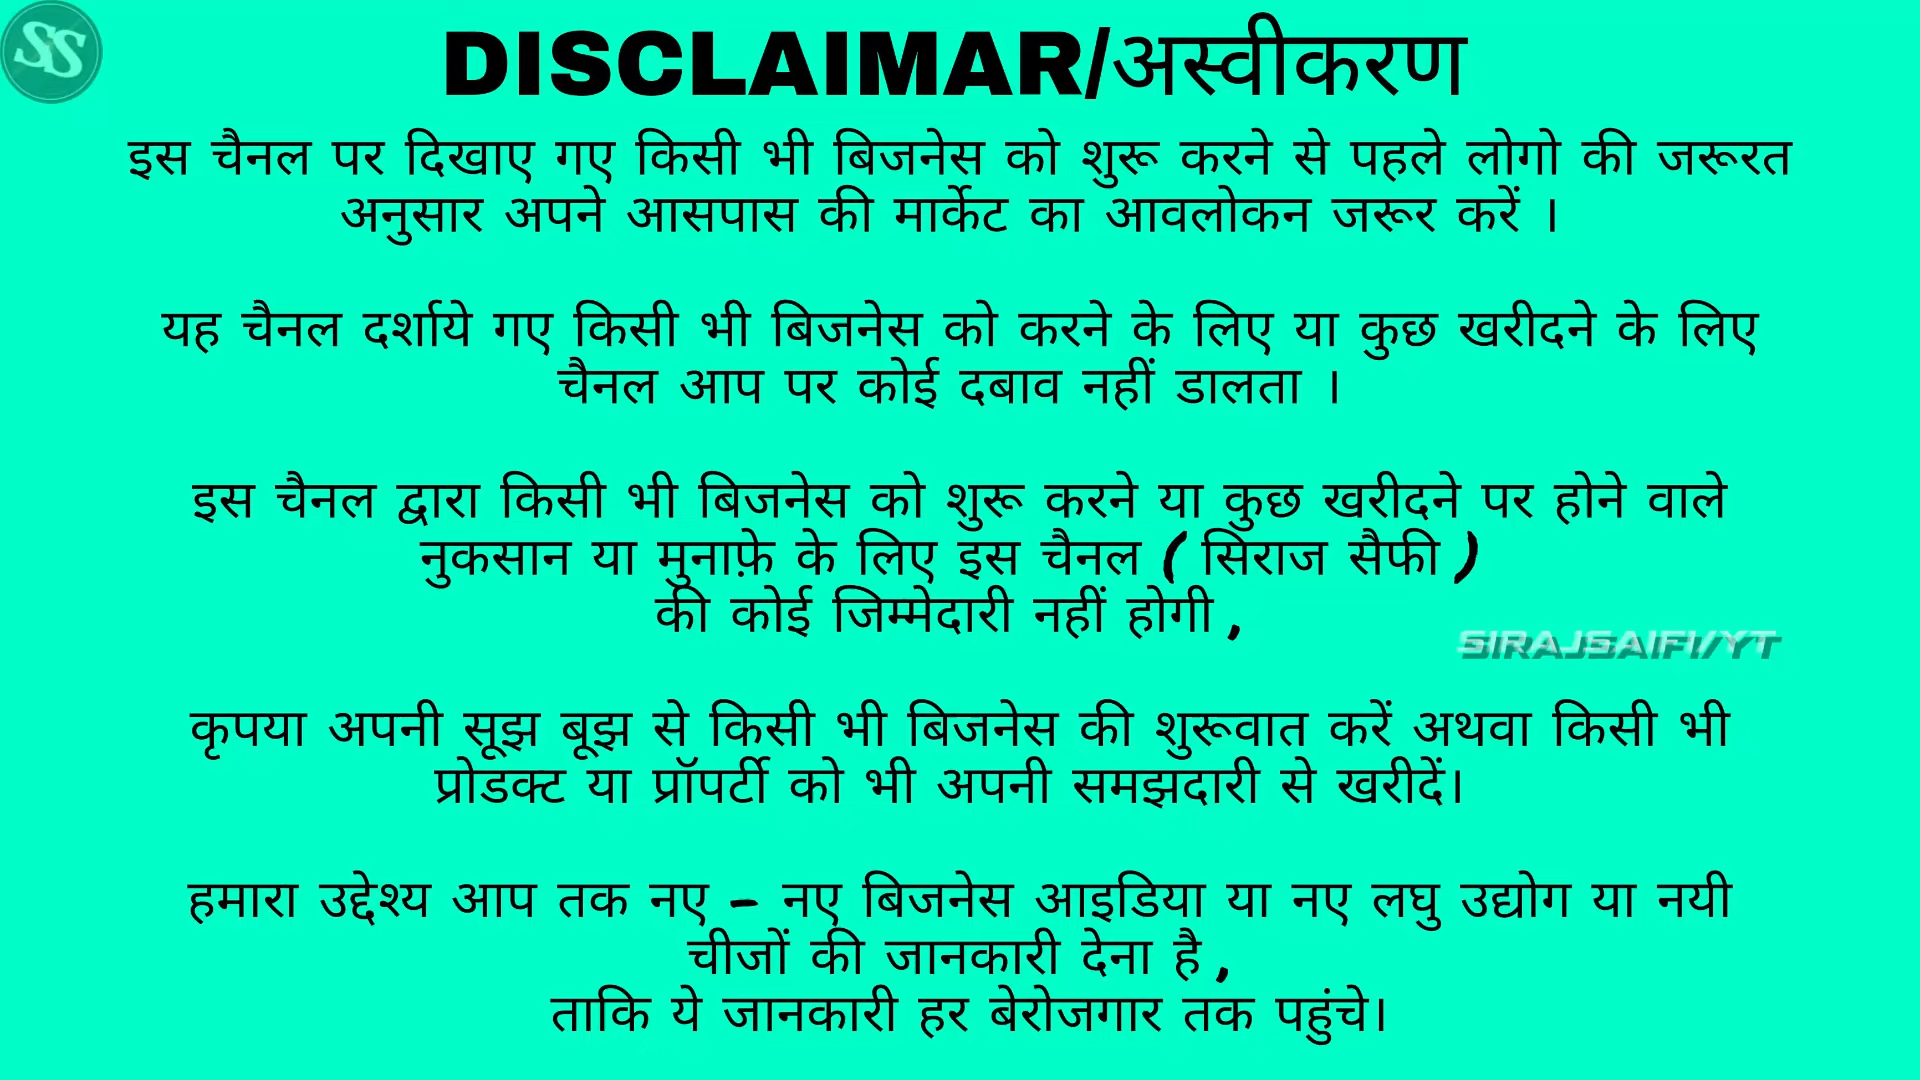 SS
DISCLAIMAR/अस्वीकरण
इस चैनल पर दिखाए गए किसी भी बिजनेस को शुरू करने से पहले लोगो की जरूरत
अनुसार अपने आसपास की मार्केट का आवलोकन जरूर करें ।
यह चैनल दर्शाये गए किसी भी बिजनेस को करने के लिए या कुछ खरीदने के लिए
चैनल आप पर कोई दबाव नहीं डालता ।
इस चैनल द्वारा किसी भी बिजनेस को शुरू करने या कुछ खरीदने पर होने वाले
नुकसान या मुनाफ़े के लिए इस चैनल ( सिराज सैफी )
की कोई जिम्मेदारी नहीं होगी ,
SIRAJSAIFI/YT
कृपया अपनी सूझ बूझ से किसी भी बिजनेस की शुरूवात करें अथवा किसी भी
प्रोडक्ट या प्रॉपर्टी को भी अपनी समझदारी से खरीदें।
हमारा उद्देश्य आप तक नए - नए बिजनेस आइडिया या नए लघु उद्योग या नयी
चीजों की जानकारी देना है ,
ताकि ये जानकारी हर बेरोजगार तक पहुंचे।